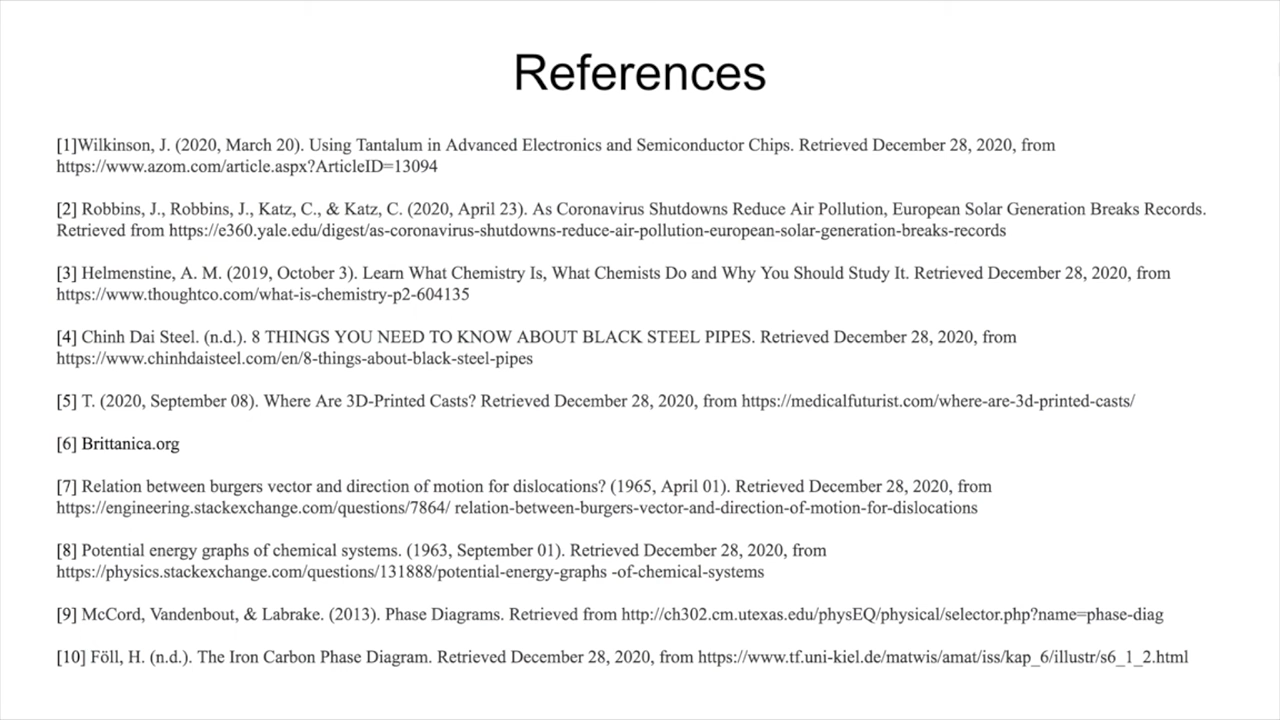 References
[1]Wilkinson, J. (2020, March 20). Using Tantalum in Advanced Electronics and Semiconductor Chips. Retrieved December 28, 2020, from
https://www.azom.com/article.aspx?ArticleID=13094
[2] Robbins, J., Robbins, J., Katz, C., & Katz, C. (2020, April 23). As Coronavirus Shutdowns Reduce Air Pollution, European Solar Generation Breaks Records.
Retrieved from https://e360.yale.edu/digest/as-coronavirus-shutdowns-reduce-air-pollution-european-solar-generation-breaks-records
[3] Helmenstine, A. M. (2019, October 3). Learn What Chemistry Is, What Chemists Do and Why You Should Study It. Retrieved December 28, 2020, from
https://www.thoughtco.com/what-is-chemistry-p2-604135
[4] Chinh Dai Steel. (n.d.). 8 THINGS YOU NEED TO KNOW ABOUT BLACK STEEL PIPES. Retrieved December 28, 2020, from
https://www.chinhdaisteel.com/en/8-things-about-black-steel-pipes
[5] T. (2020, September 08). Where Are 3D-Printed Casts? Retrieved December 28, 2020, from https://medicalfuturist.com/where-are-3d-printed-casts/
[6] Brittanica.org
[7] Relation between burgers vector and direction of motion for dislocations? (1965, April 01). Retrieved December 28, 2020, from
https://engineering.stackexchange.com/questions/7864/ relation-between-burgers-vector-and-direction-of-motion-for-dislocations
[8] Potential energy graphs of chemical systems. (1963, September 01). Retrieved December 28, 2020, from
https://physics.stackexchange.com/questions/131888/potential-energy-graphs -of-chemical-systems
[9] McCord, Vandenbout, & Labrake. (2013). Phase Diagrams. Retrieved from http://ch302.cm.utexas.edu/physEQ/physical/selector.php?name=phase-diag
[10] Föll, H. (n.d.). The Iron Carbon Phase Diagram. Retrieved December 28, 2020, from https://www.tf.uni-kiel.de/matwis/amat/iss/kap_6/illustr/s6_1_2.html